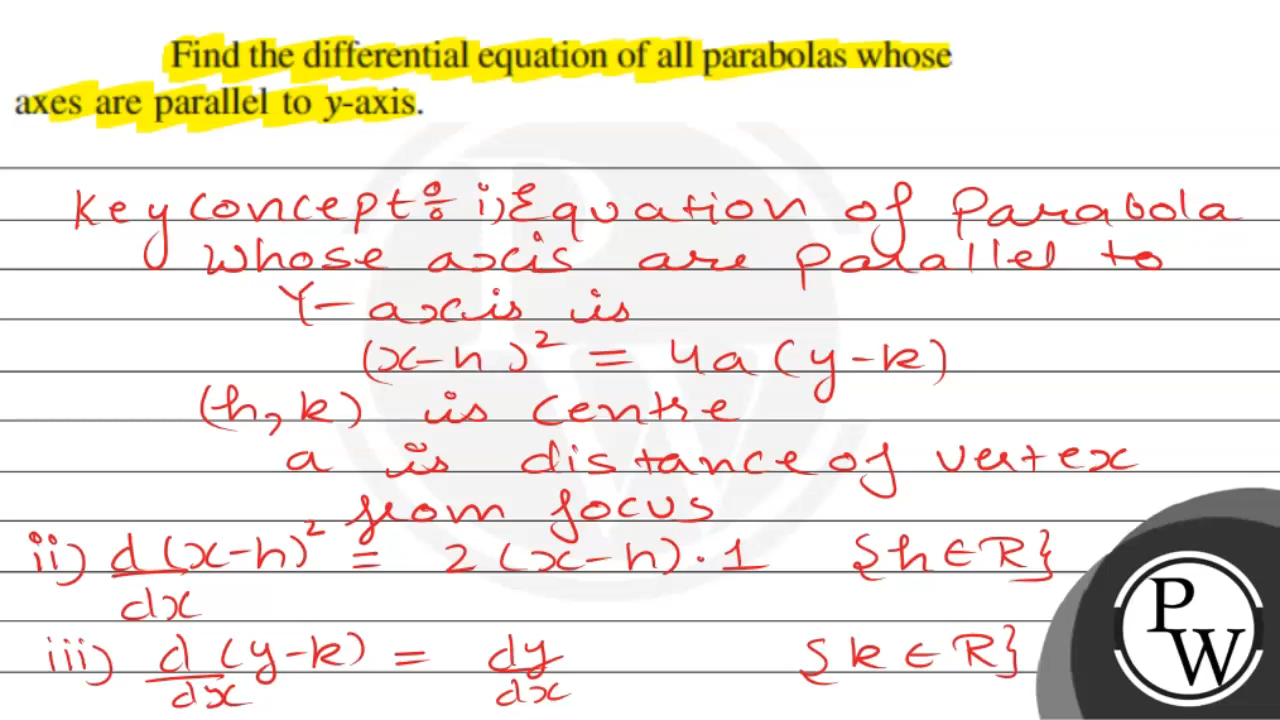 Find the differential equation of all parabolas whose
axes are parallel to y-axis.
Key concept :- i) Equation of Parabola
whose axis are parallel to
Y-axis is
(x-h)² = 4a(y-k)
(h, k) is centre
a is distance of vertex
from focus
ii) d/dx (x-h)² = 2(x-h)·1 {h∈R}
iii) d/dx (y-k) = dy/dx {k∈R}
PW